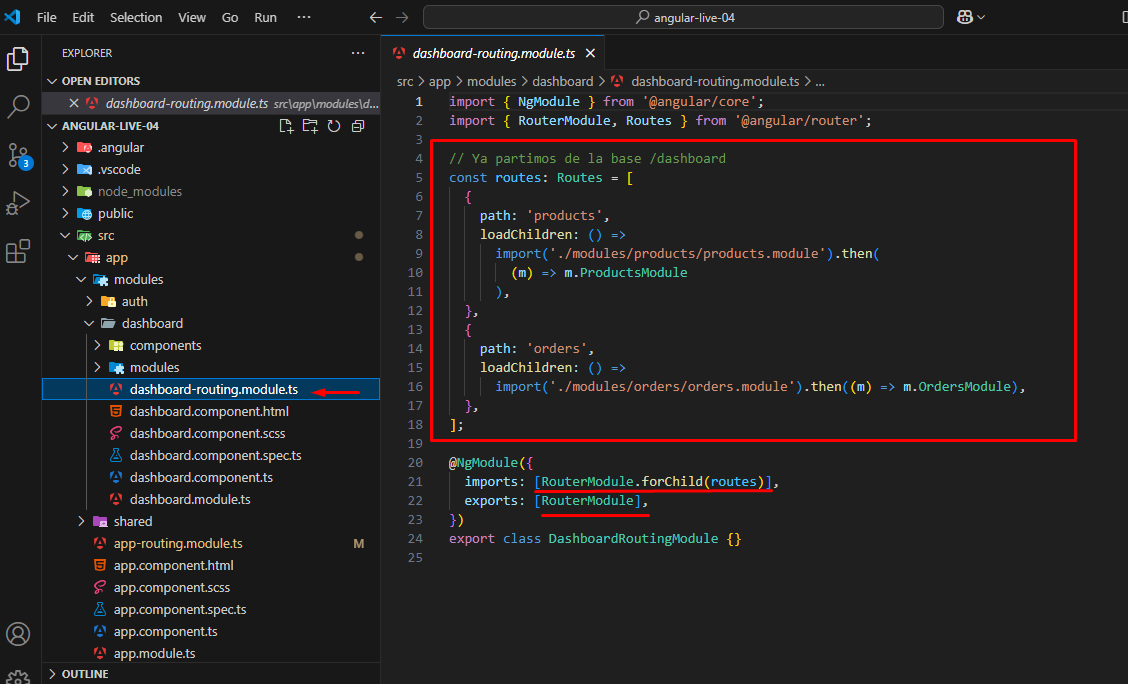 File Edit Selection View Go Run ··· angular-live-04
EXPLORER ···
OPEN EDITORS
dashboard-routing.module.ts src\app\modules\d...
ANGULAR-LIVE-04
.angular
.vscode
node_modules
public
src
app
modules
auth
dashboard
components
modules
dashboard-routing.module.ts
dashboard.component.html
dashboard.component.scss
dashboard.component.spec.ts
dashboard.component.ts
dashboard.module.ts
shared
app-routing.module.ts M
app.component.html
app.component.scss
app.component.spec.ts
app.component.ts
app.module.ts
OUTLINE
3
dashboard-routing.module.ts
src > app > modules > dashboard > dashboard-routing.module.ts > ...
1 import { NgModule } from '@angular/core';
2 import { RouterModule, Routes } from '@angular/router';
3
4 // Ya partimos de la base /dashboard
5 const routes: Routes = [
6 {
7 path: 'products',
8 loadChildren: () =>
9 import('./modules/products/products.module').then(
10 (m) => m.ProductsModule
11 ),
12 },
13 {
14 path: 'orders',
15 loadChildren: () =>
16 import('./modules/orders/orders.module').then((m) => m.OrdersModule),
17 },
18 ];
19
20 @NgModule({
21 imports: [RouterModule.forChild(routes)],
22 exports: [RouterModule],
23 })
24 export class DashboardRoutingModule {}
25